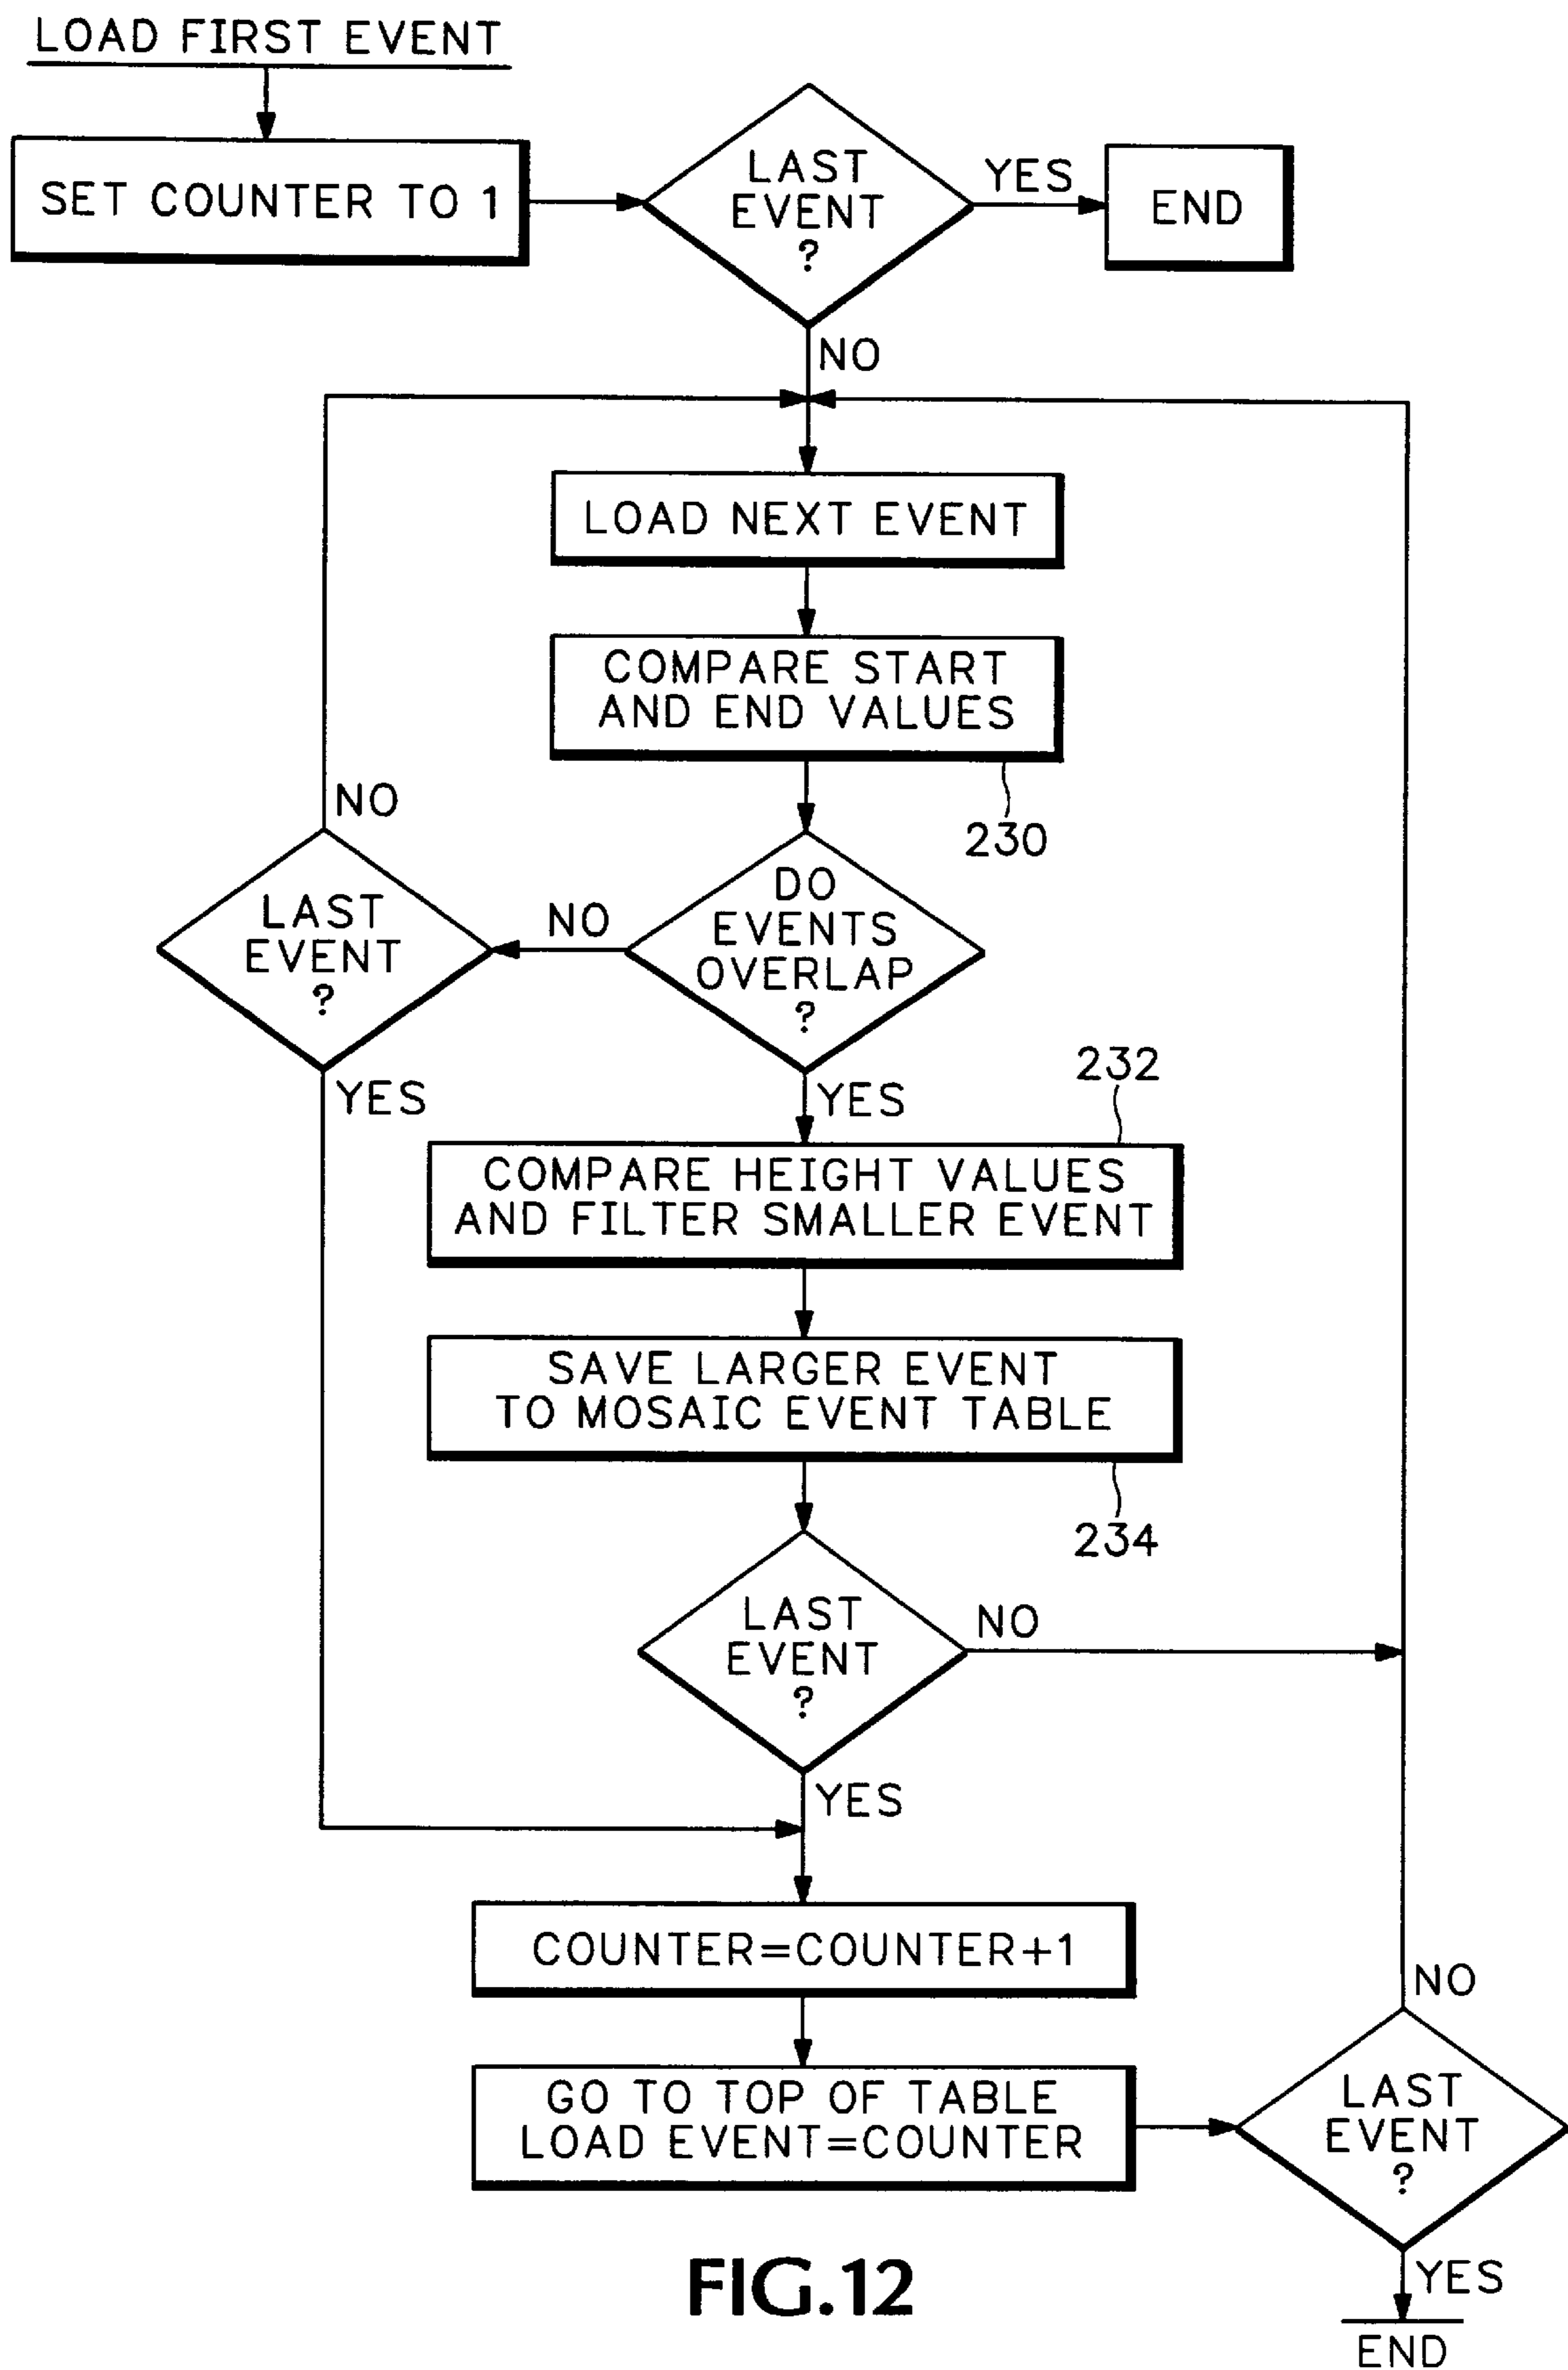 LOAD FIRST EVENT
SET COUNTER TO 1
LAST
EVENT
?
YES
END
NO
LOAD NEXT EVENT
COMPARE START
AND END VALUES
230
NO
LAST
EVENT
?
NO
DO
EVENTS
OVERLAP
?
YES
YES
232
COMPARE HEIGHT VALUES
AND FILTER SMALLER EVENT
SAVE LARGER EVENT
TO MOSAIC EVENT TABLE
234
LAST
EVENT
?
NO
YES
COUNTER=COUNTER+1
GO TO TOP OF TABLE
LOAD EVENT=COUNTER
NO
LAST
EVENT
?
YES
END
FIG.12